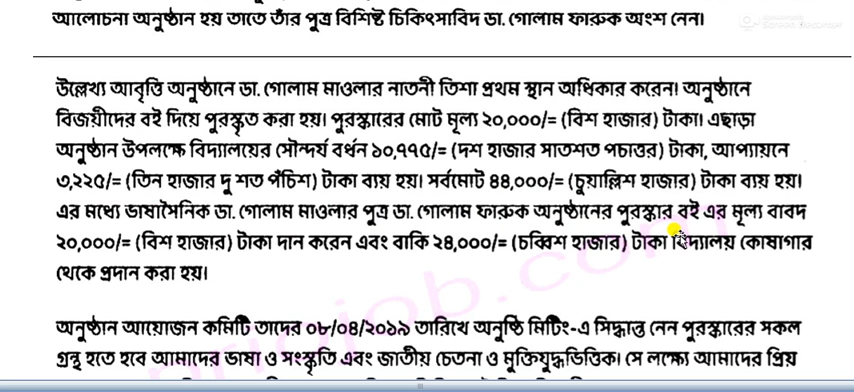 আলোচনা অনুষ্ঠান হয় তাতে তাঁর পুত্র বিশিষ্ট চিকিৎসাবিদ ডা. গোলাম ফারুক অংশ নেন।
উল্লেখ্য আবৃত্তি অনুষ্ঠানে ডা. গোলাম মাওলার নাতনী তিশা প্রথম স্থান অধিকার করেন। অনুষ্ঠানে
বিজয়ীদের বই দিয়ে পুরস্কৃত করা হয়। পুরস্কারের মোট মূল্য ২০,০০০/= (বিশ হাজার) টাকা। এছাড়া
অনুষ্ঠান উপলক্ষে বিদ্যালয়ের সৌন্দর্য বর্ধন ১০,৭৭৫/= (দশ হাজার সাতশত পচাত্তর) টাকা, আপ্যায়নে
৩,২২৫/= (তিন হাজার দু শত পঁচিশ) টাকা ব্যয় হয়। সর্বমোট ৪৪,০০০/= (চুয়াল্লিশ হাজার) টাকা ব্যয় হয়।
এর মধ্যে ভাষাসৈনিক ডা. গোলাম মাওলার পুত্র ডা. গোলাম ফারুক অনুষ্ঠানের পুরস্কার বই এর মূল্য বাবদ
২০,০০০/= (বিশ হাজার) টাকা দান করেন এবং বাকি ২৪,০০০/= (চব্বিশ হাজার) টাকা বিদ্যালয় কোষাগার
থেকে প্রদান করা হয়।
অনুষ্ঠান আয়োজন কমিটি তাদের ০৮/০৪/২০১৯ তারিখে অনুষ্ঠি মিটিং-এ সিদ্ধান্ত নেন পুরস্কারের সকল
গ্রন্থ হতে হবে আমাদের ভাষা ও সংস্কৃতি এবং জাতীয় চেতনা ও মুক্তিযুদ্ধভিত্তিক। সে লক্ষ্যে আমাদের প্রিয়